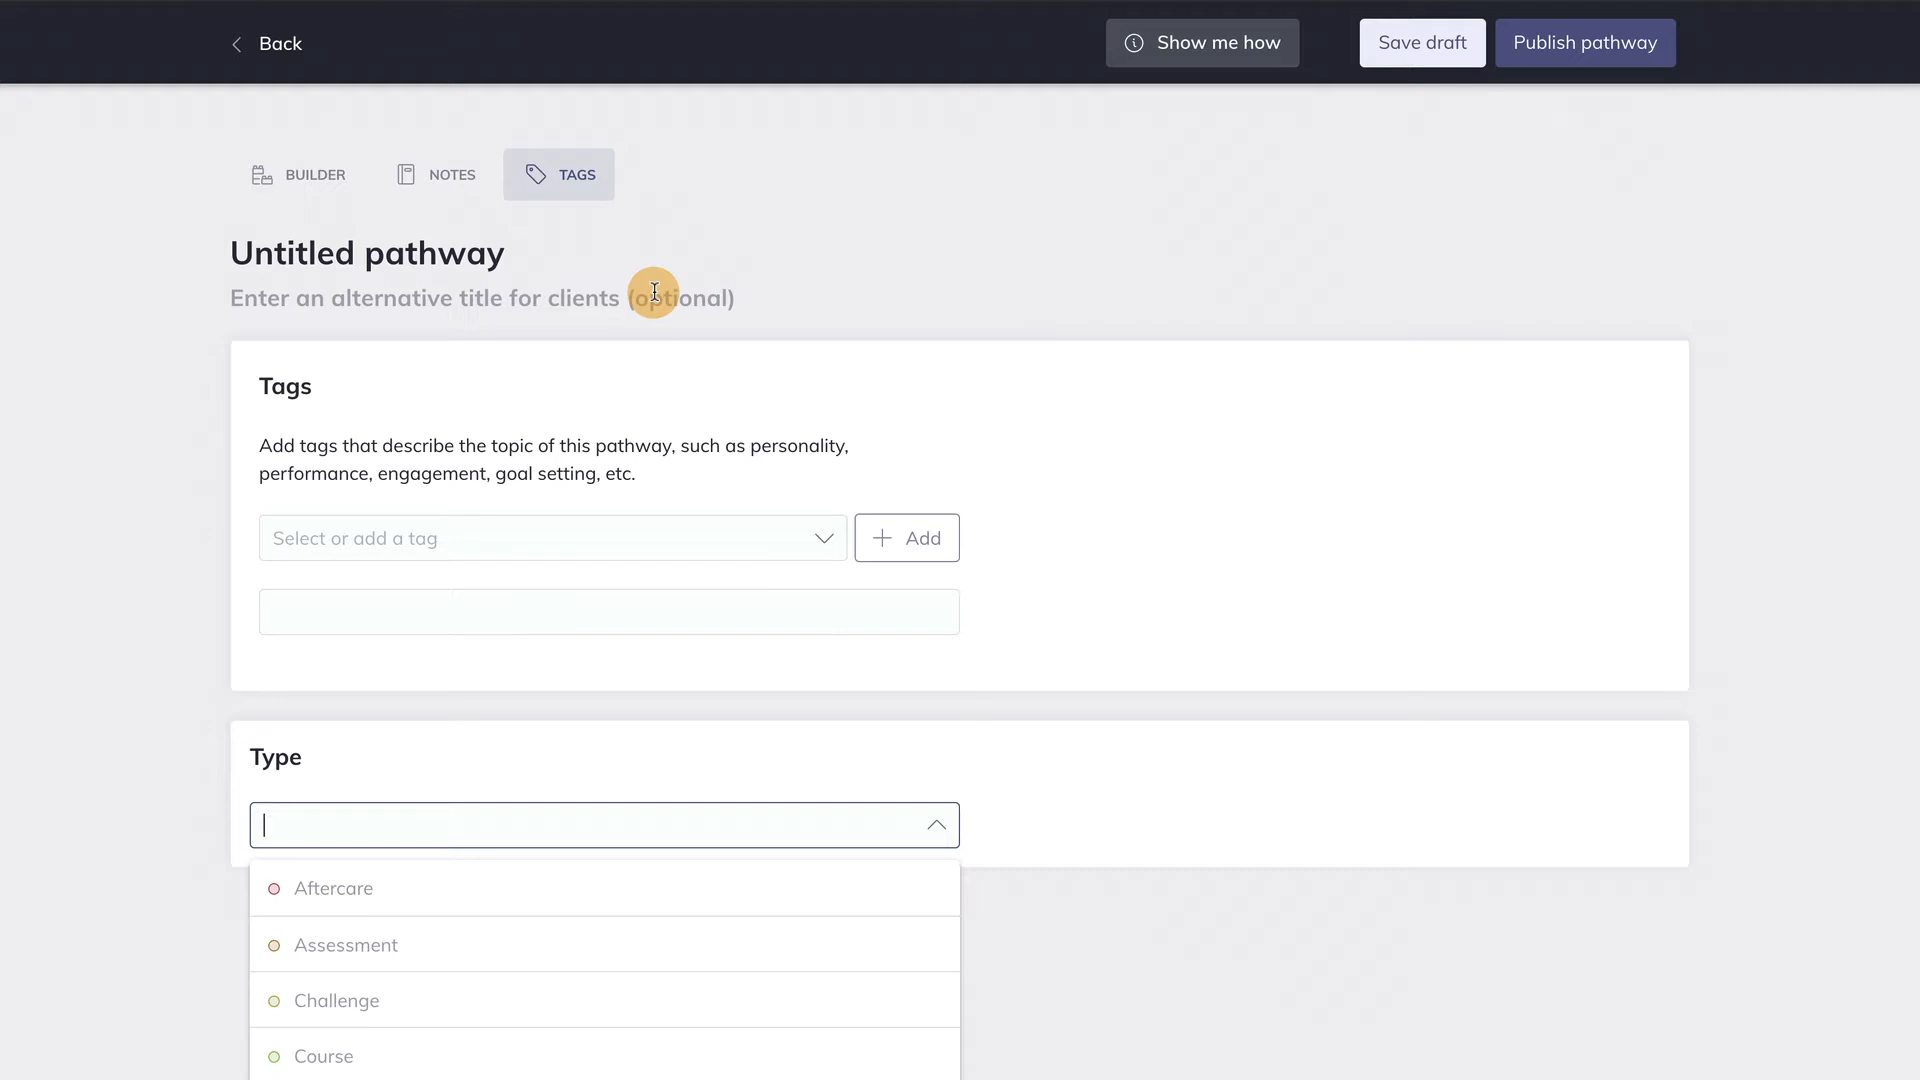 Back
Show me how
Save draft
Publish pathway
BUILDER
NOTES
TAGS
Untitled pathway
Enter an alternative title for clients (optional)
Tags
Add tags that describe the topic of this pathway, such as personality,
performance, engagement, goal setting, etc.
Select or add a tag
Add
Type
Aftercare
Assessment
Challenge
Course